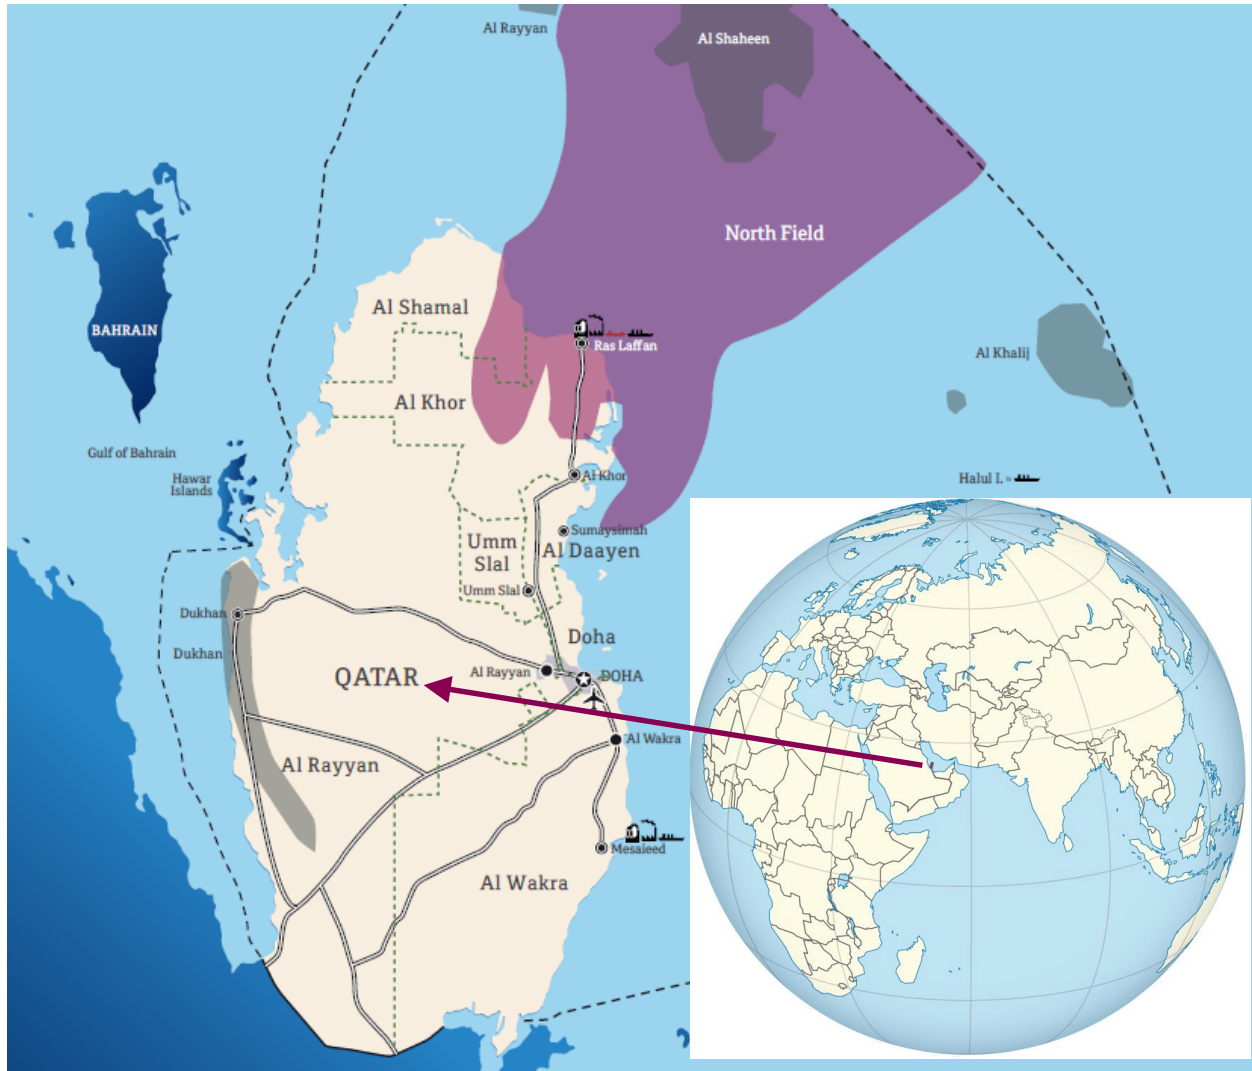 Al Rayyan
Al Shaheen
North Field
Al Shamal
BAHRAIN
Ras Laffan
Al Khalij
Al Khor
Gulf of Bahrain
Hawar
Islands
Al Khor
Halul I.
Sumaysimah
Umm
Slal
Al Daayen
Umm Slal
Dukhan
Doha
Dukhan
QATAR
Al Rayyan
DOHA
Al Wakra
Al Rayyan
Mesaieed
Al Wakra